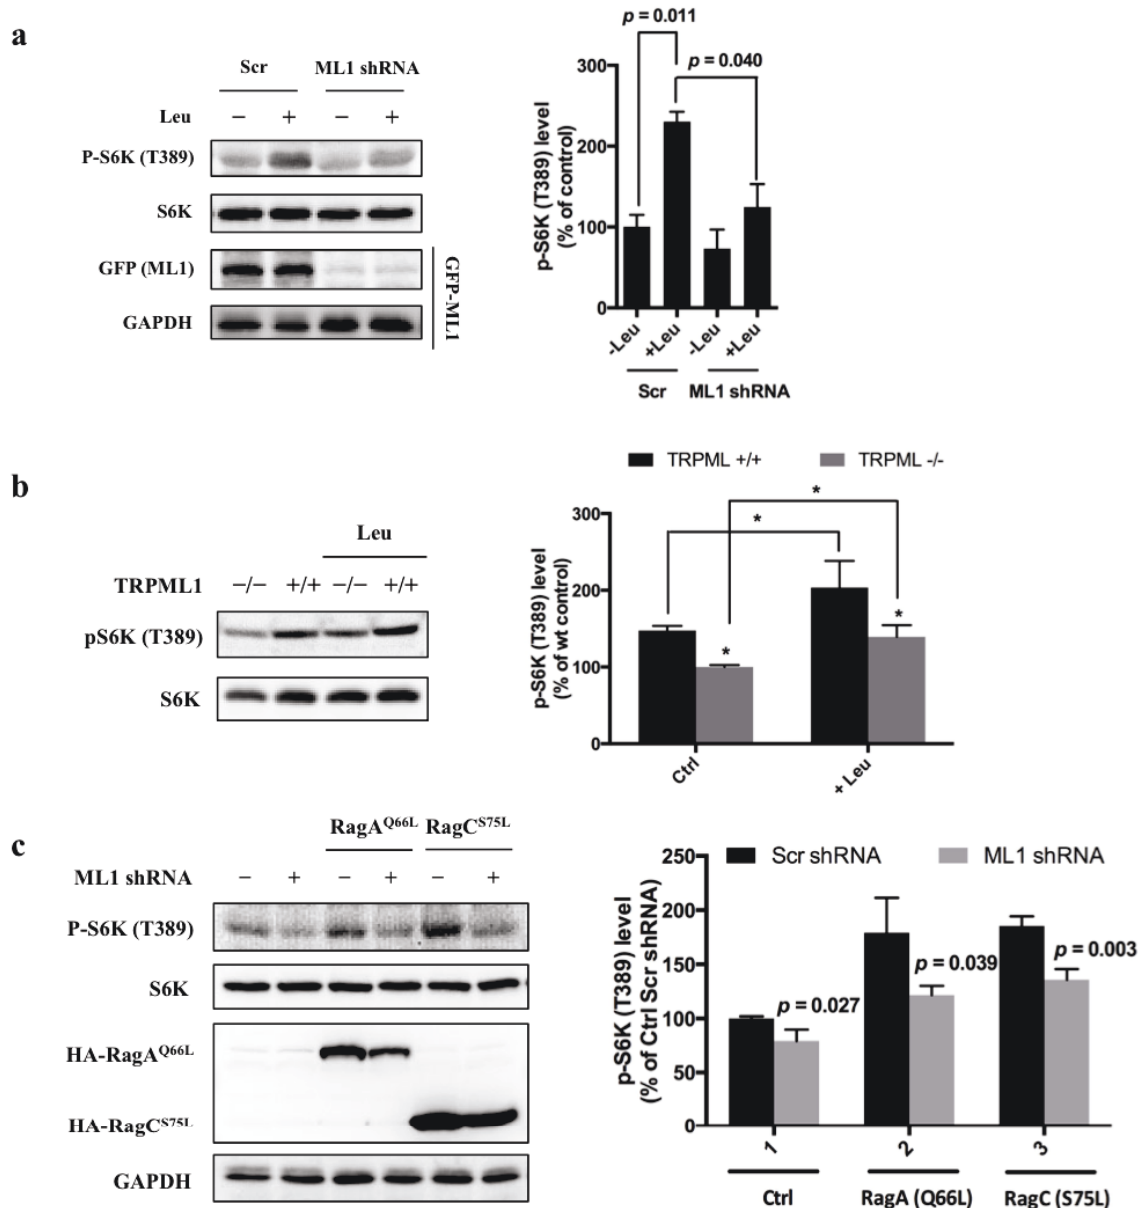 a
Scr ML1 shRNA
Leu − + − +
P-S6K (T389)
S6K
GFP (ML1)
GAPDH
GFP-ML1
p = 0.011
p = 0.040
p-S6K (T389) level
(% of control)
300
200
100
0
-Leu +Leu -Leu +Leu
Scr ML1 shRNA
b
Leu
TRPML1 −/− +/+ −/− +/+
pS6K (T389)
S6K
TRPML +/+ TRPML -/-
*
*
*
*
p-S6K (T389) level
(% of wt control)
300
200
100
0
Ctrl + Leu
c
RagA^Q66L RagC^S75L
ML1 shRNA − + − + − +
P-S6K (T389)
S6K
HA-RagA^Q66L
HA-RagC^S75L
GAPDH
Scr shRNA ML1 shRNA
p-S6K (T389) level
(% of Ctrl Scr shRNA)
250
200
150
100
50
0
p = 0.027
p = 0.039
p = 0.003
1 2 3
Ctrl RagA (Q66L) RagC (S75L)